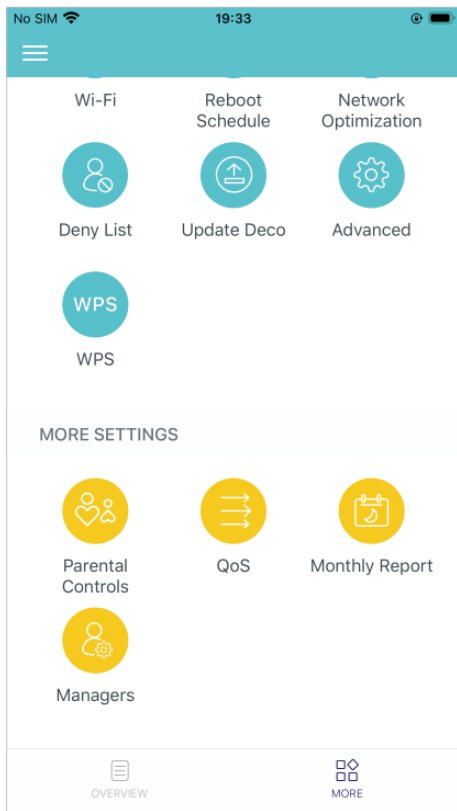 No SIM 19:33
Wi-Fi
Reboot Schedule
Network Optimization
Deny List
Update Deco
Advanced
WPS
WPS
MORE SETTINGS
Parental Controls
QoS
Monthly Report
Managers
OVERVIEW
MORE